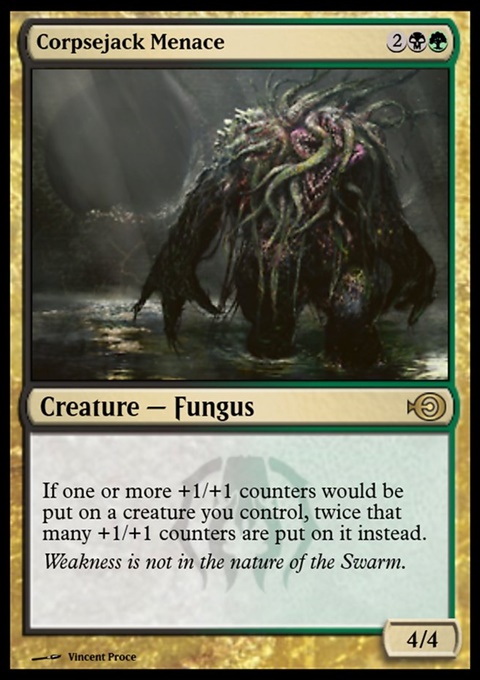 Corpsejack Menace 2
Creature — Fungus
If one or more +1/+1 counters would be
put on a creature you control, twice that
many +1/+1 counters are put on it instead.
Weakness is not in the nature of the Swarm.
4/4
Vincent Proce